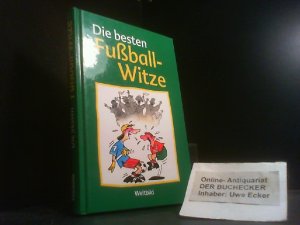 Die besten
Fußball-
Witze
Weltbild
Online- Antiquariat
DER BUCHECKER
Inhaber: Uwe Ecker